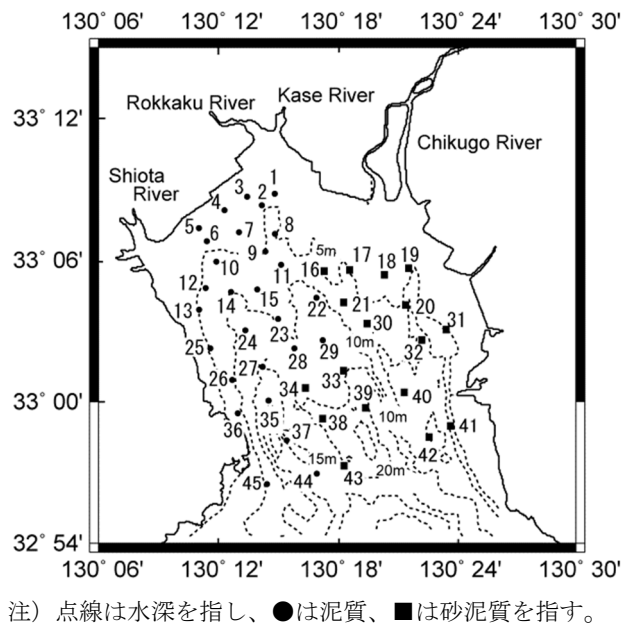 130° 06′ 130° 12′ 130° 18′ 130° 24′ 130° 30′
Rokkaku River
Kase River
33° 12′
Chikugo River
Shiota
River
1
3 2
4
5 6 7 8
9
5m
33° 06′
10 11 16 17 18 19
12 14 15
13 22 21 20
23 30 31
24
10m
25 28 29 32
26 27 33
34 39 40
33° 00′
36 35 38 10m 41
37 42
15m 20m
45 44 43
32° 54′
130° 06′ 130° 12′ 130° 18′ 130° 24′ 130° 30′
注）点線は水深を指し、●は泥質、■は砂泥質を指す。